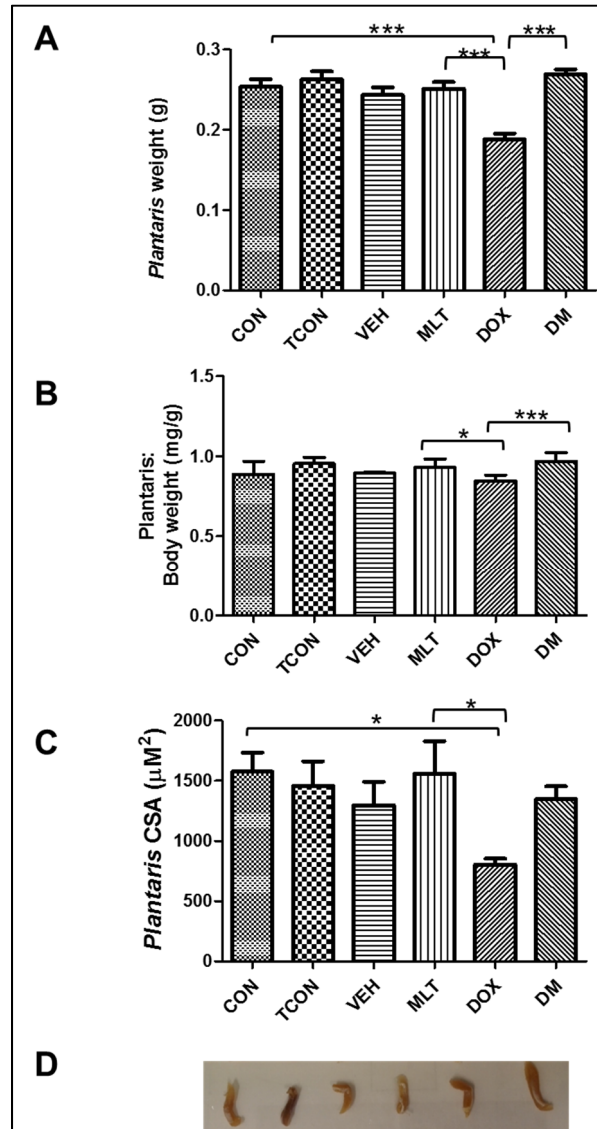 A
***
***
***
0.3
0.2
0.1
0.0
Plantaris weight (g)
CON
TCON
VEH
MLT
DOX
DM
B
*
***
1.5
1.0
0.5
0.0
Plantaris:
Body weight (mg/g)
CON
TCON
VEH
MLT
DOX
DM
C
*
*
2000
1500
1000
500
0
Plantaris CSA (μM²)
CON
TCON
VEH
MLT
DOX
DM
D